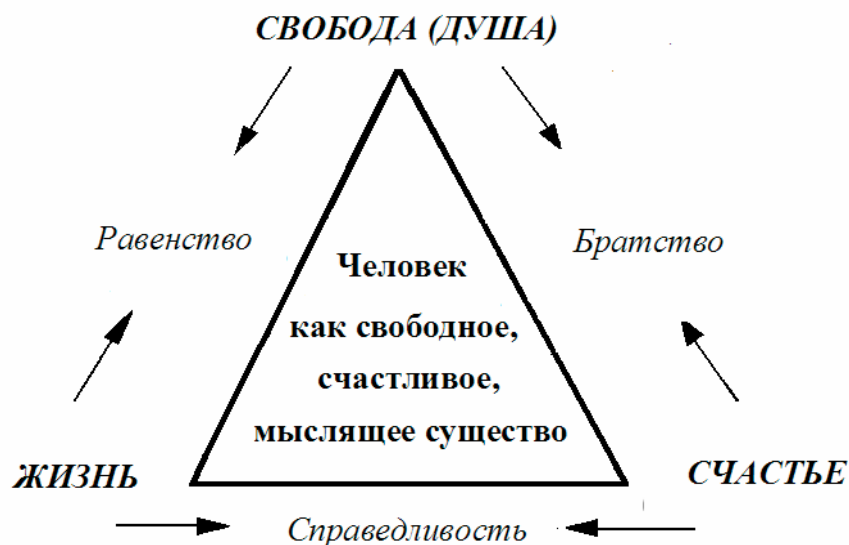 СВОБОДА (ДУША)
Равенство
Братство
Человек
как свободное,
счастливое,
мыслящее существо
ЖИЗНЬ
СЧАСТЬЕ
Справедливость